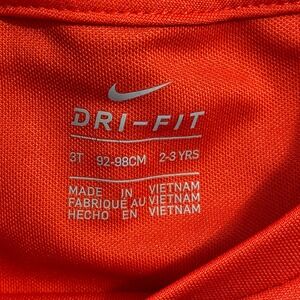 DRI-FIT
3T 92-98CM 2-3 YRS
MADE IN VIETNAM
FABRIQUÉ AU VIETNAM
HECHO EN VIETNAM